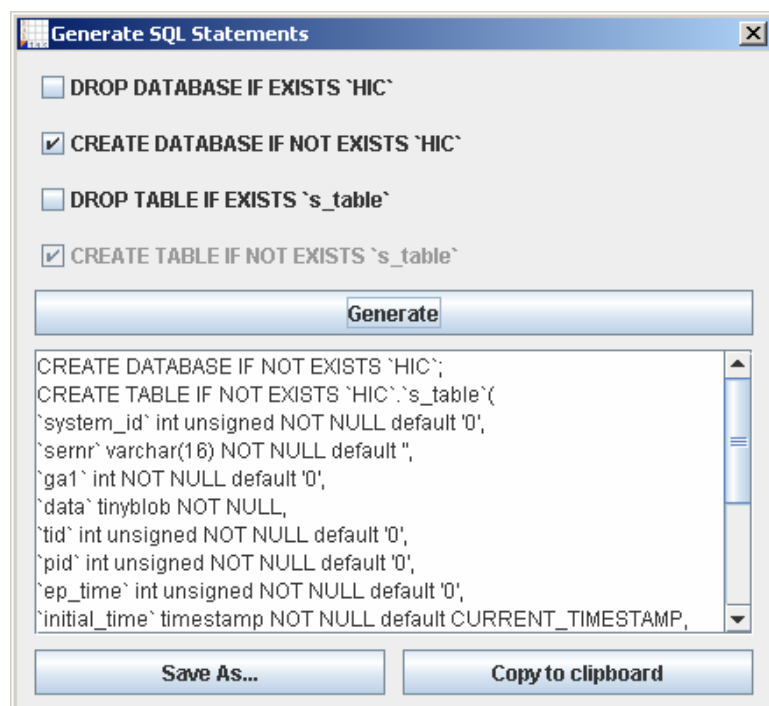 Generate SQL Statements
DROP DATABASE IF EXISTS `HIC`
CREATE DATABASE IF NOT EXISTS `HIC`
DROP TABLE IF EXISTS `s_table`
CREATE TABLE IF NOT EXISTS `s_table`
Generate
CREATE DATABASE IF NOT EXISTS `HIC`;
CREATE TABLE IF NOT EXISTS `HIC`.`s_table`(
`system_id` int unsigned NOT NULL default '0',
`sernr` varchar(16) NOT NULL default '',
`ga1` int NOT NULL default '0',
`data` tinyblob NOT NULL,
`tid` int unsigned NOT NULL default '0',
`pid` int unsigned NOT NULL default '0',
`ep_time` int unsigned NOT NULL default '0',
`initial_time` timestamp NOT NULL default CURRENT_TIMESTAMP,
Save As...
Copy to clipboard